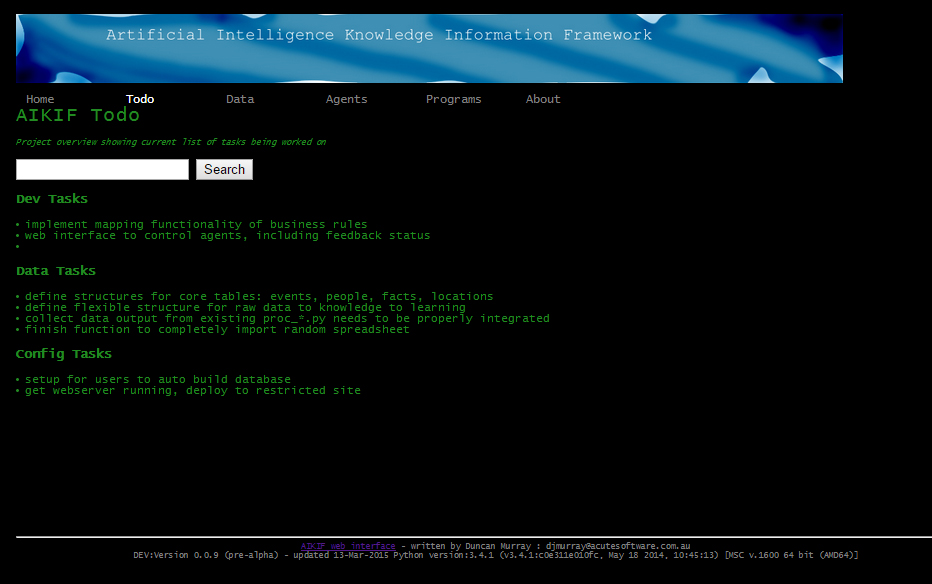 Artificial Intelligence Knowledge Information Framework
Home Todo Data Agents Programs About
AIKIF Todo
Project overview showing current list of tasks being worked on
Search
Dev Tasks
• implement mapping functionality of business rules
• web interface to control agents, including feedback status
•
Data Tasks
• define structures for core tables: events, people, facts, locations
• define flexible structure for raw data to knowledge to learning
• collect data output from existing proc_*.py needs to be properly integrated
• finish function to completely import random spreadsheet
Config Tasks
• setup for users to auto build database
• get webserver running, deploy to restricted site
AIKIF web interface - written by Duncan Murray : djmurray@acutesoftware.com.au
DEV:Version 0.0.9 (pre-alpha) - updated 13-Mar-2015 Python version:3.4.1 (v3.4.1:c0e311e010fc, May 18 2014, 10:45:13) [MSC v.1600 64 bit (AMD64)]